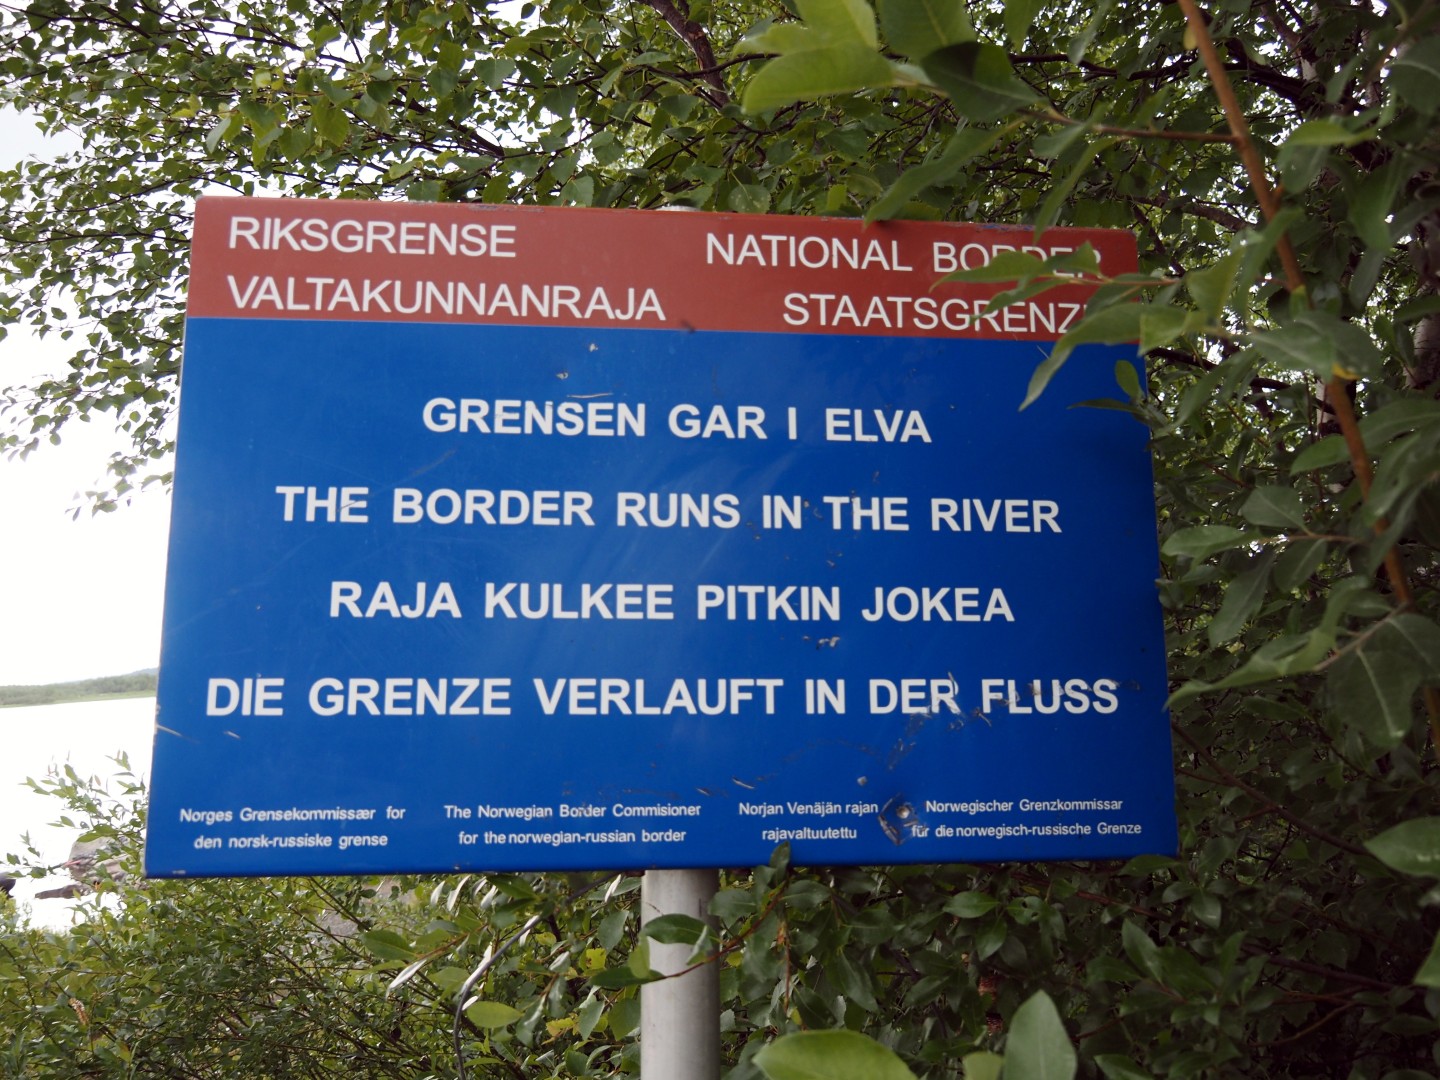 RIKSGRENSE NATIONAL BORDER
VALTAKUNNANRAJA STAATSGRENZE
GRENSEN GAR I ELVA
THE BORDER RUNS IN THE RIVER
RAJA KULKEE PITKIN JOKEA
DIE GRENZE VERLAUFT IN DER FLUSS
Norges Grensekommissær for
den norsk-russiske grense
The Norwegian Border Commisioner
for the norwegian-russian border
Norjan Venäjän rajan
rajavaltuutettu
Norwegischer Grenzkommissar
für die norwegisch-russische Grenze